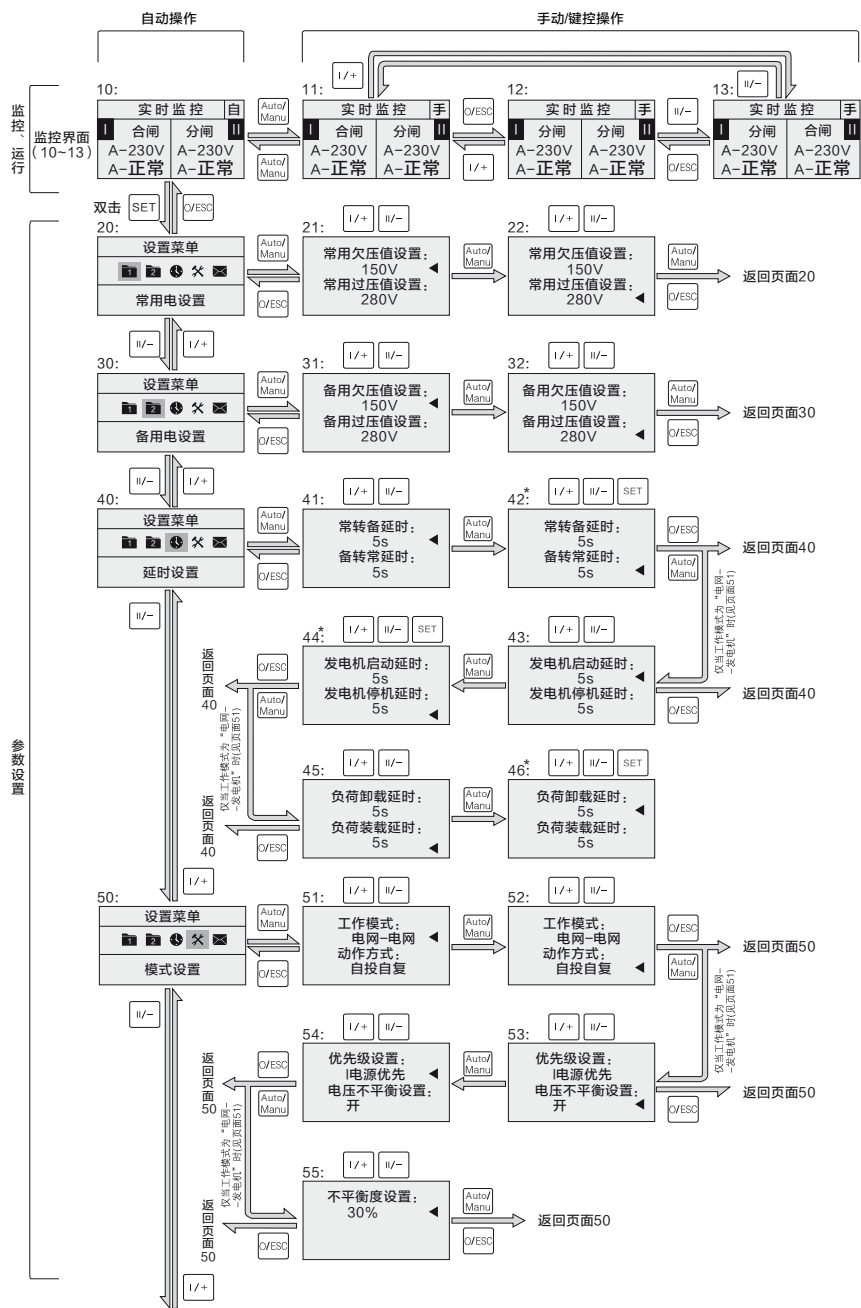 自动操作
手动/键控操作
I/+
监控、运行
监控界面
(10~13)
10:
实时监控 自
I 合闸 分闸 II
A-230V A-230V
A-正常 A-正常
Auto/Manu
Auto/Manu
11:
实时监控 手
I 合闸 分闸 II
A-230V A-230V
A-正常 A-正常
O/ESC
I/+
12:
实时监控 手
I 分闸 分闸 II
A-230V A-230V
A-正常 A-正常
II/-
O/ESC
13:
II/-
实时监控 手
I 分闸 合闸 II
A-230V A-230V
A-正常 A-正常
双击 SET O/ESC
参数设置
20:
设置菜单
1 2
常用电设置
Auto/Manu
O/ESC
21: I/+ II/-
常用欠压值设置:
150V
常用过压值设置:
280V
Auto/Manu
22: I/+ II/-
常用欠压值设置:
150V
常用过压值设置:
280V
Auto/Manu
O/ESC
返回页面20
II/- I/+
30:
设置菜单
1 2
备用电设置
Auto/Manu
O/ESC
31: I/+ II/-
备用欠压值设置:
150V
备用过压值设置:
280V
Auto/Manu
32: I/+ II/-
备用欠压值设置:
150V
备用过压值设置:
280V
Auto/Manu
O/ESC
返回页面30
II/- I/+
40:
设置菜单
1 2
延时设置
Auto/Manu
O/ESC
41: I/+ II/-
常转备延时:
5s
备转常延时:
5s
Auto/Manu
42:* I/+ II/- SET
常转备延时:
5s
备转常延时:
5s
O/ESC
Auto/Manu
返回页面40
仅当工作模式为“电网-
-发电机”时(见页面51)
II/-
44:* I/+ II/- SET
发电机启动延时:
5s
发电机停机延时:
5s
Auto/Manu
43: I/+ II/-
发电机启动延时:
5s
发电机停机延时:
5s
O/ESC
返回页面40
返回页面40
O/ESC
Auto/Manu
仅当工作模式为“电网-
-发电机”时(见页面51)
45: I/+ II/-
负荷卸载延时:
5s
负荷装载延时:
5s
Auto/Manu
46:* I/+ II/- SET
负荷卸载延时:
5s
负荷装载延时:
5s
返回页面40
O/ESC
I/+
50:
设置菜单
1 2
模式设置
Auto/Manu
O/ESC
51: I/+ II/-
工作模式:
电网-电网
动作方式:
自投自复
Auto/Manu
52: I/+ II/-
工作模式:
电网-电网
动作方式:
自投自复
O/ESC
Auto/Manu
返回页面50
仅当工作模式为“电网-
-发电机”时(见页面51)
II/-
54: I/+ II/-
优先级设置:
I电源优先
电压不平衡设置:
开
Auto/Manu
53: I/+ II/-
优先级设置:
I电源优先
电压不平衡设置:
开
O/ESC
返回页面50
返回页面50
O/ESC
Auto/Manu
仅当工作模式为“电网-
-发电机”时(见页面51)
55: I/+ II/-
不平衡度设置:
30%
Auto/Manu
O/ESC
返回页面50
返回页面50
O/ESC
I/+